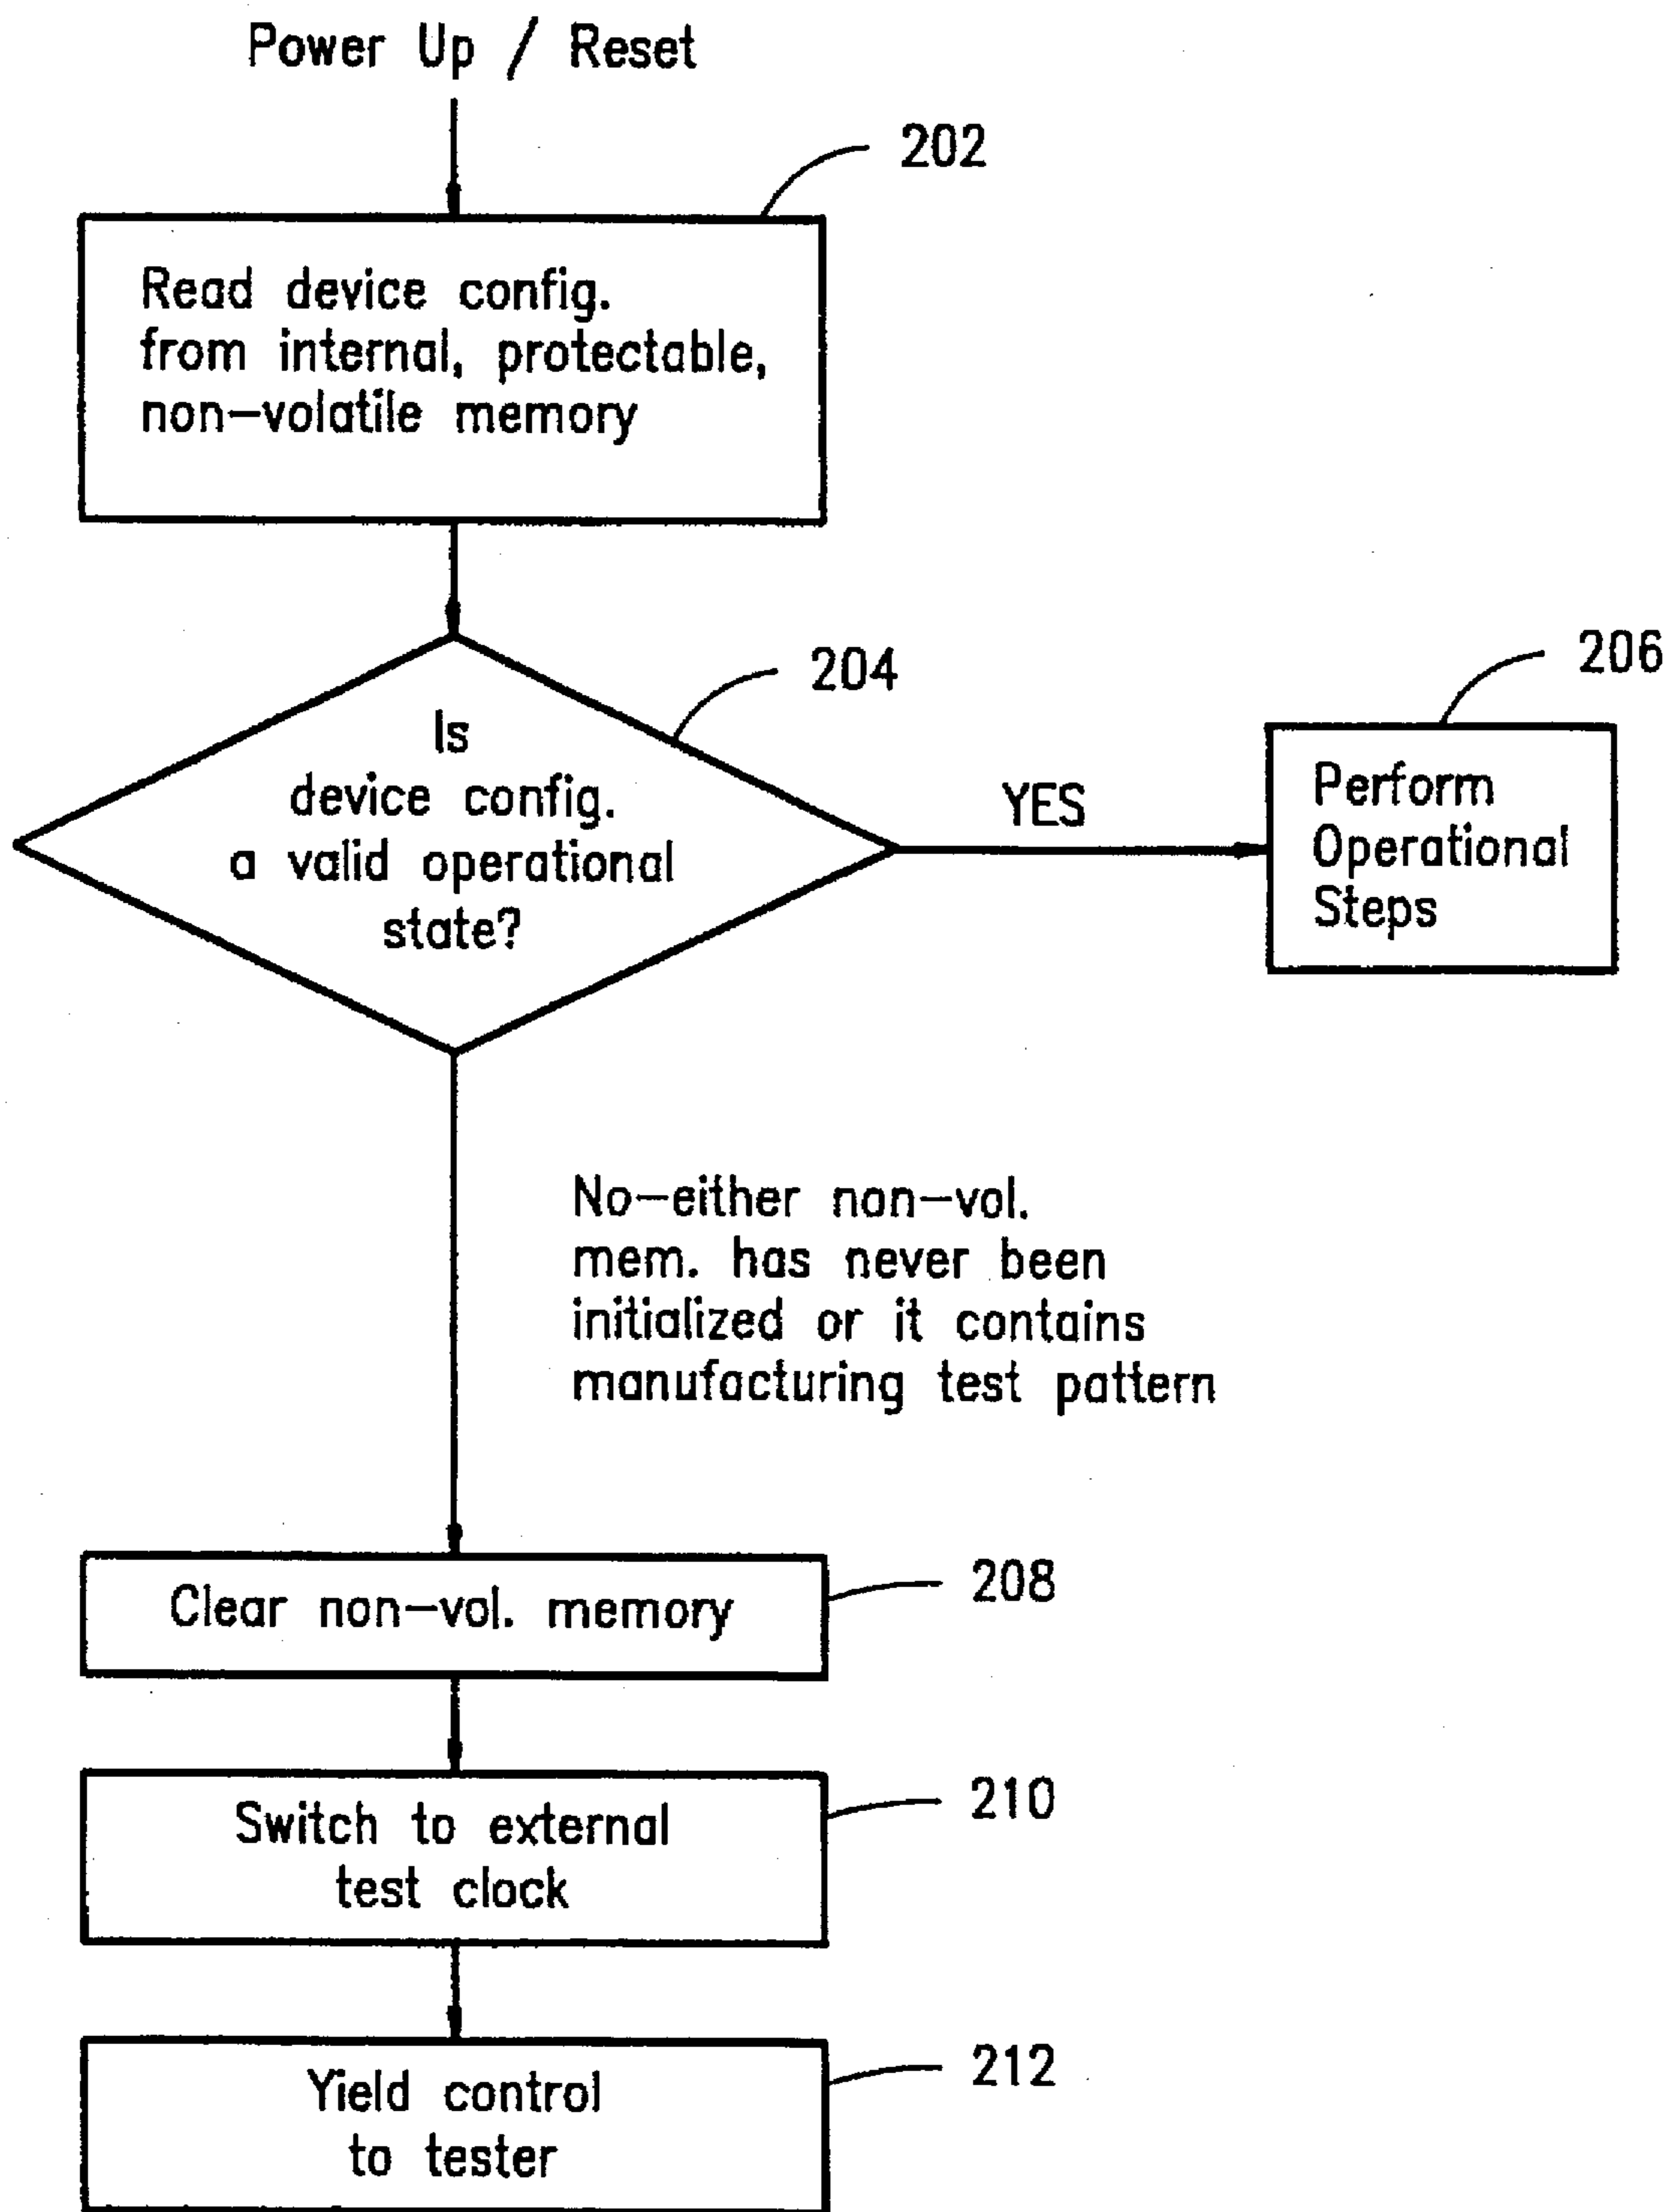 Power Up / Reset
202
Read device config.
from internal, protectable,
non-volatile memory
204
Is
device config.
a valid operational
state?
YES
206
Perform
Operational
Steps
No-either non-vol.
mem. has never been
initialized or it contains
manufacturing test pattern
208
Clear non-vol. memory
210
Switch to external
test clock
212
Yield control
to tester